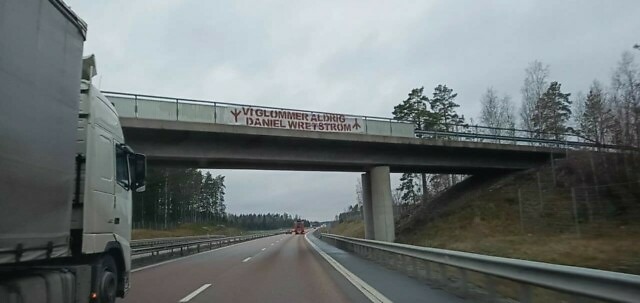 VI GLÖMMER ALDRIG
DANIEL WRETSTRÖM